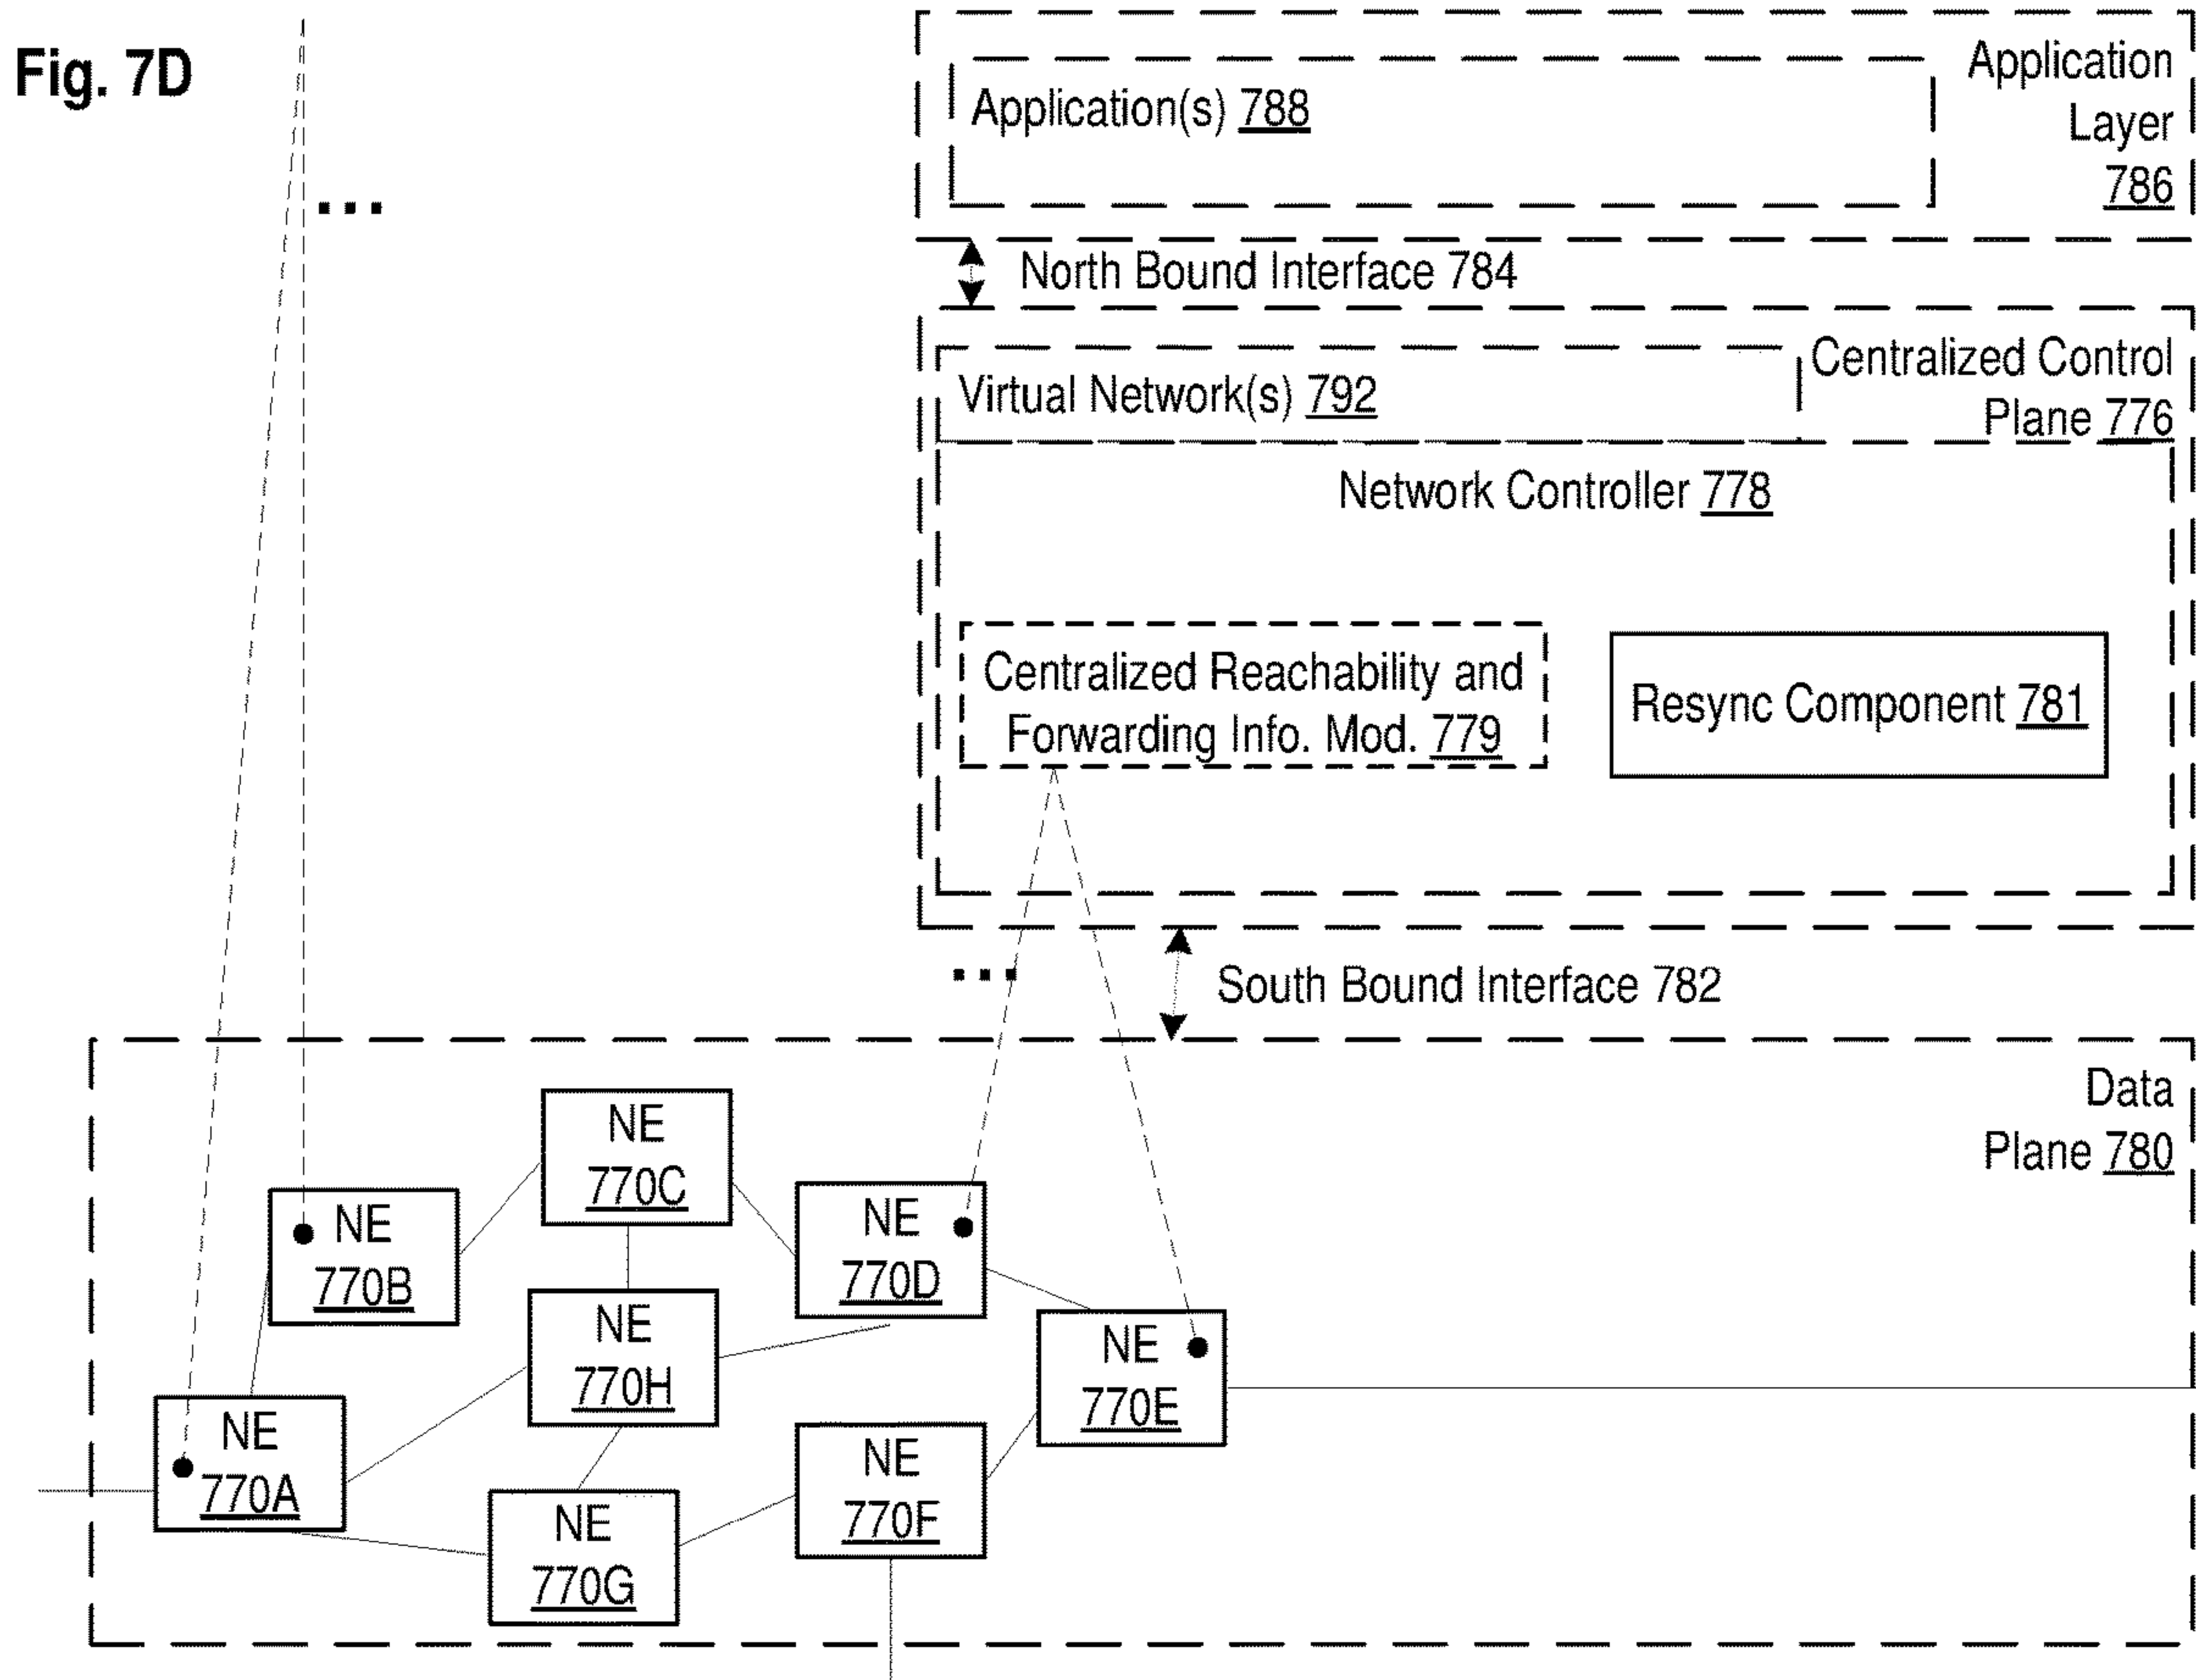 Fig. 7D
Application
Layer
786
Application(s) 788
North Bound Interface 784
Centralized Control
Plane 776
Virtual Network(s) 792
Network Controller 778
Centralized Reachability and
Forwarding Info. Mod. 779
Resync Component 781
South Bound Interface 782
Data
Plane 780
NE
770C
NE
770B
NE
770D
NE
770H
NE
770E
NE
770A
NE
770F
NE
770G